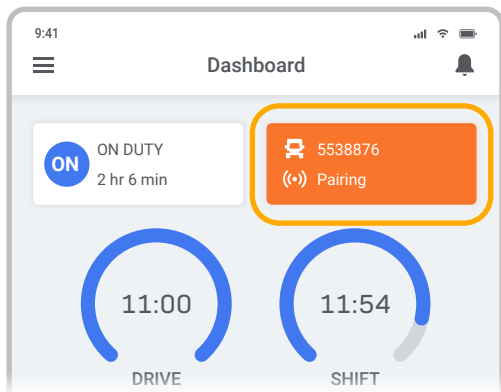 9:41
Dashboard
ON
ON DUTY
2 hr 6 min
5538876
Pairing
11:00
11:54
DRIVE
SHIFT